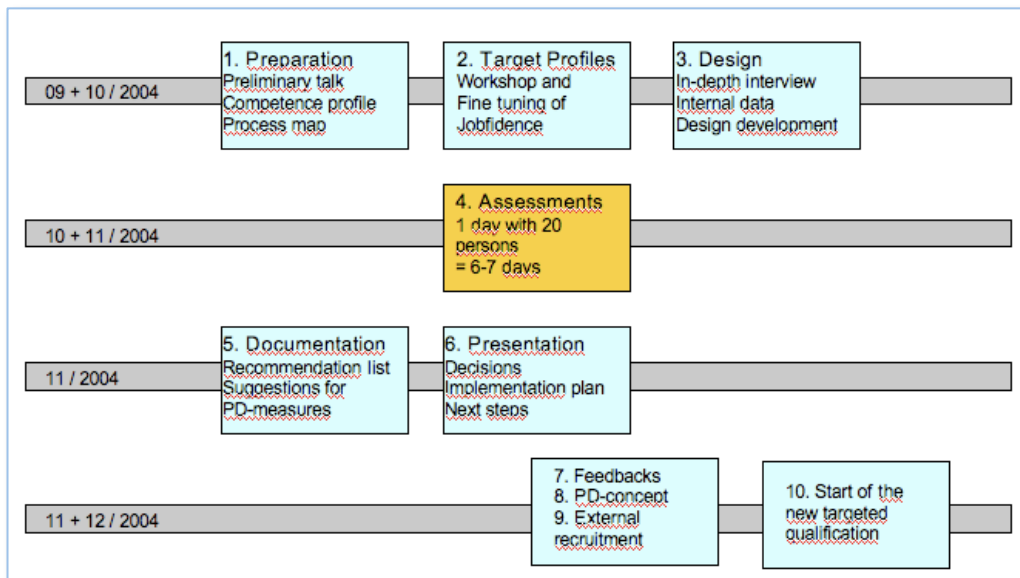 09 + 10 / 2004
1. Preparation
Preliminary talk
Competence profile
Process map
2. Target Profiles
Workshop and
Fine tuning of
Jobfidence
3. Design
In-depth interview
Internal data
Design development
10 + 11 / 2004
4. Assessments
1 day with 20
persons
= 6-7 days
11 / 2004
5. Documentation
Recommendation list
Suggestions for
PD-measures
6. Presentation
Decisions
Implementation plan
Next steps
11 + 12 / 2004
7. Feedbacks
8. PD-concept
9. External
recruitment
10. Start of the
new targeted
qualification